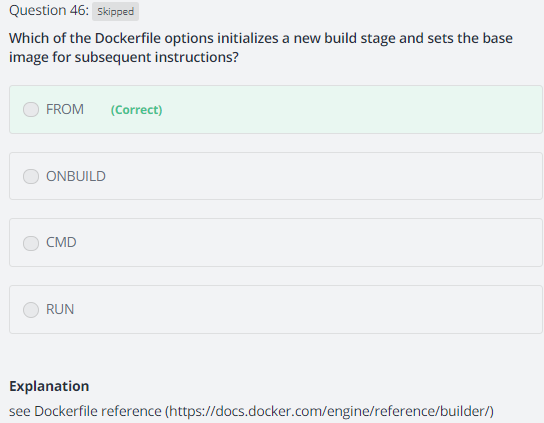 Question 46: Skipped
Which of the Dockerfile options initializes a new build stage and sets the base
image for subsequent instructions?
FROM (Correct)
ONBUILD
CMD
RUN
Explanation
see Dockerfile reference (https://docs.docker.com/engine/reference/builder/)